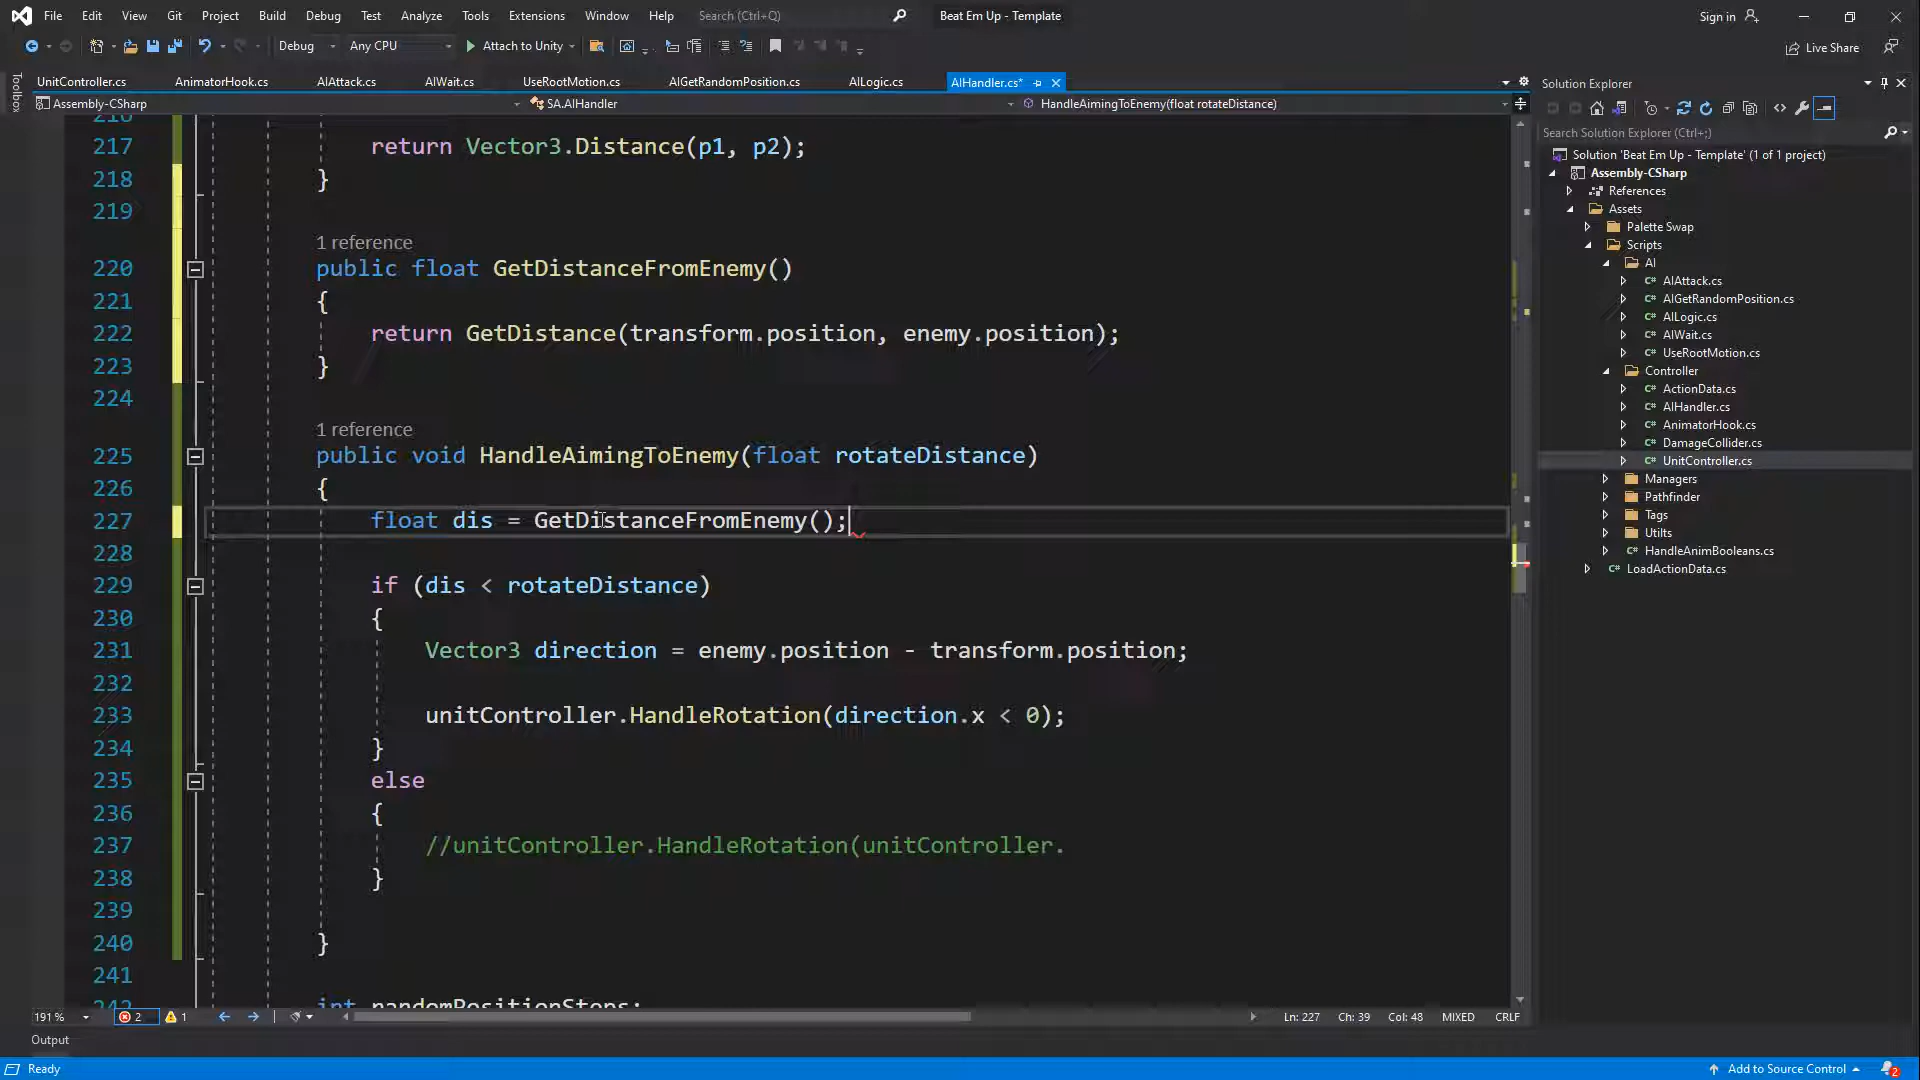 File Edit View Git Project Build Debug Test Analyze Tools Extensions Window Help Search (Ctrl+Q) Beat Em Up - Template Sign in
Debug Any CPU Attach to Unity Live Share
Toolbox
UnitController.cs AnimatorHook.cs AIAttack.cs AIWait.cs UseRootMotion.cs AIGetRandomPosition.cs AILogic.cs AIHandler.cs*
Assembly-CSharp SA.AIHandler HandleAimingToEnemy(float rotateDistance)
216
217 return Vector3.Distance(p1, p2);
218 }
219
1 reference
220 public float GetDistanceFromEnemy()
221 {
222 return GetDistance(transform.position, enemy.position);
223 }
224
1 reference
225 public void HandleAimingToEnemy(float rotateDistance)
226 {
227 float dis = GetDistanceFromEnemy();
228
229 if (dis < rotateDistance)
230 {
231 Vector3 direction = enemy.position - transform.position;
232
233 unitController.HandleRotation(direction.x < 0);
234 }
235 else
236 {
237 //unitController.HandleRotation(unitController.
238 }
239
240 }
241
242 int randomPositionSteps;
191 % 2 1 Ln: 227 Ch: 39 Col: 48 MIXED CRLF
Output
Ready Add to Source Control 2
Solution Explorer
Search Solution Explorer (Ctrl+;)
Solution 'Beat Em Up - Template' (1 of 1 project)
Assembly-CSharp
References
Assets
Palette Swap
Scripts
AI
C# AIAttack.cs
C# AIGetRandomPosition.cs
C# AILogic.cs
C# AIWait.cs
C# UseRootMotion.cs
Controller
C# ActionData.cs
C# AIHandler.cs
C# AnimatorHook.cs
C# DamageCollider.cs
C# UnitController.cs
Managers
Pathfinder
Tags
Utilts
C# HandleAnimBooleans.cs
C# LoadActionData.cs